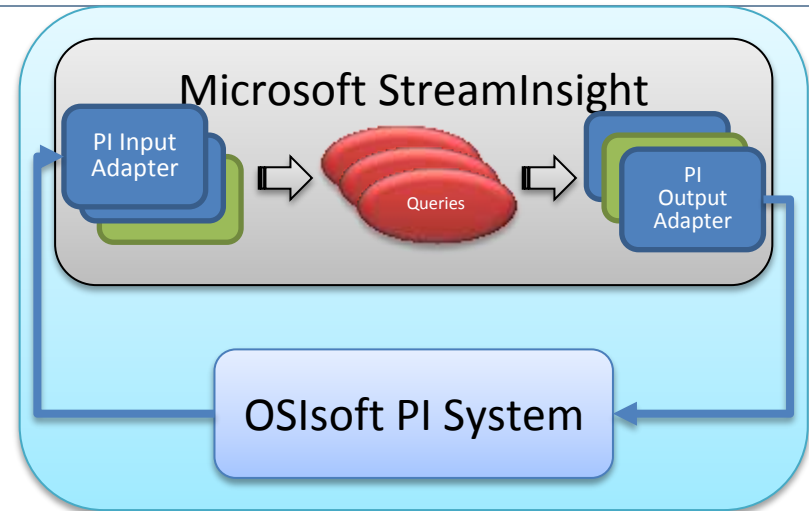 Microsoft StreamInsight
PI Input
Adapter
Queries
PI
Output
Adapter
OSIsoft PI System